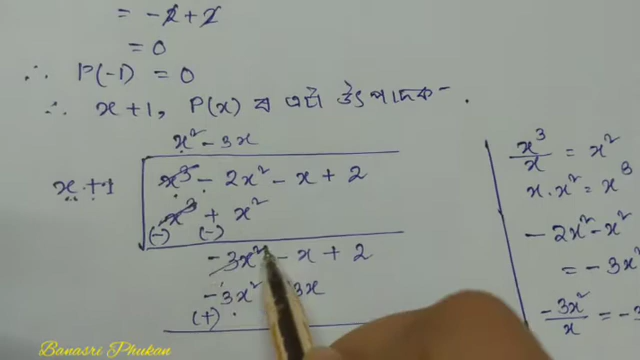 = -2 + 2
= 0
∴ P(-1) = 0
∴ x+1, P(x) ৰ এটা উৎপাদক।
x² - 3x
x + 1 x³ - 2x² - x + 2
x³ + x²
(-) (-)
-3x² - x + 2
-3x² 3x
(+)
x³/x = x²
x·x² = x³
-2x² - x²
= -3x²
-3x²/x = -3
Banasri Phukan